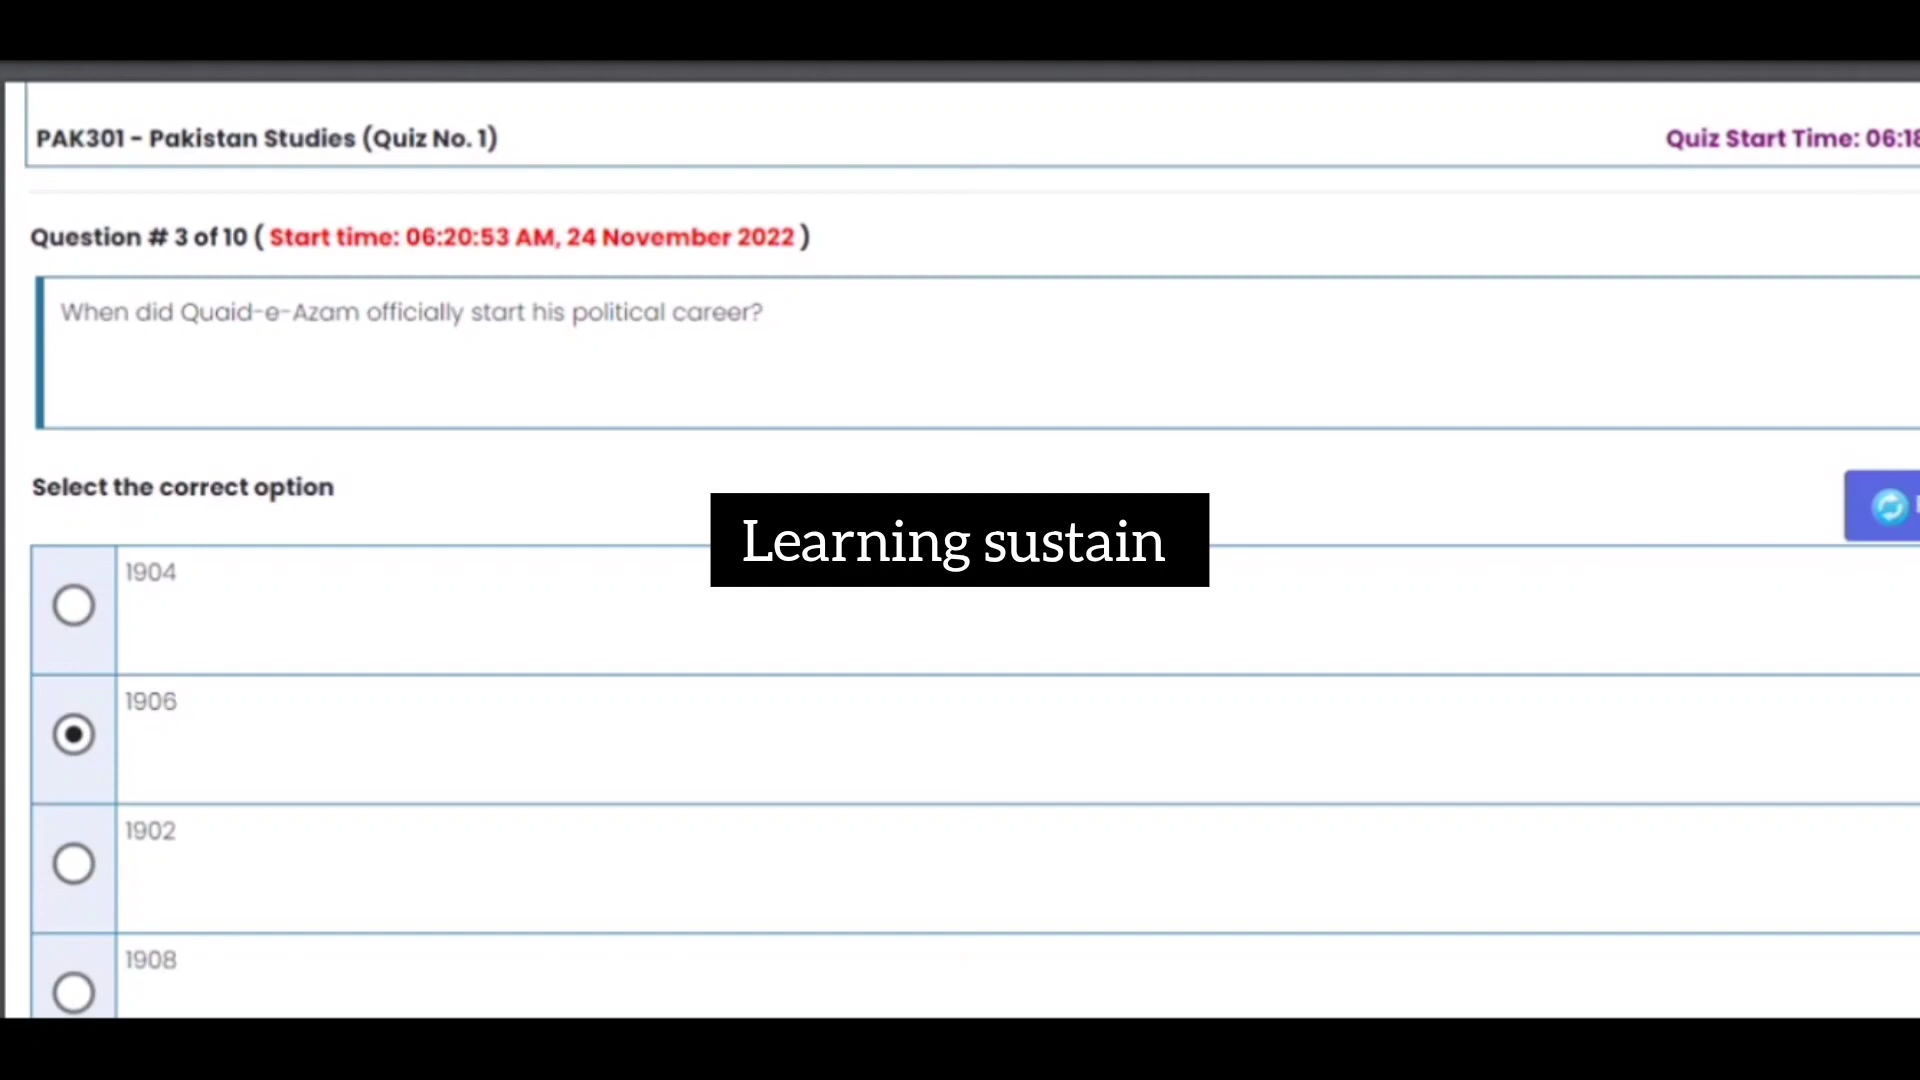 PAK301 - Pakistan Studies (Quiz No. 1)
Quiz Start Time: 06:18
Question # 3 of 10 ( Start time: 06:20:53 AM, 24 November 2022 )
When did Quaid-e-Azam officially start his political career?
Select the correct option
Learning sustain
1904
1906
1902
1908